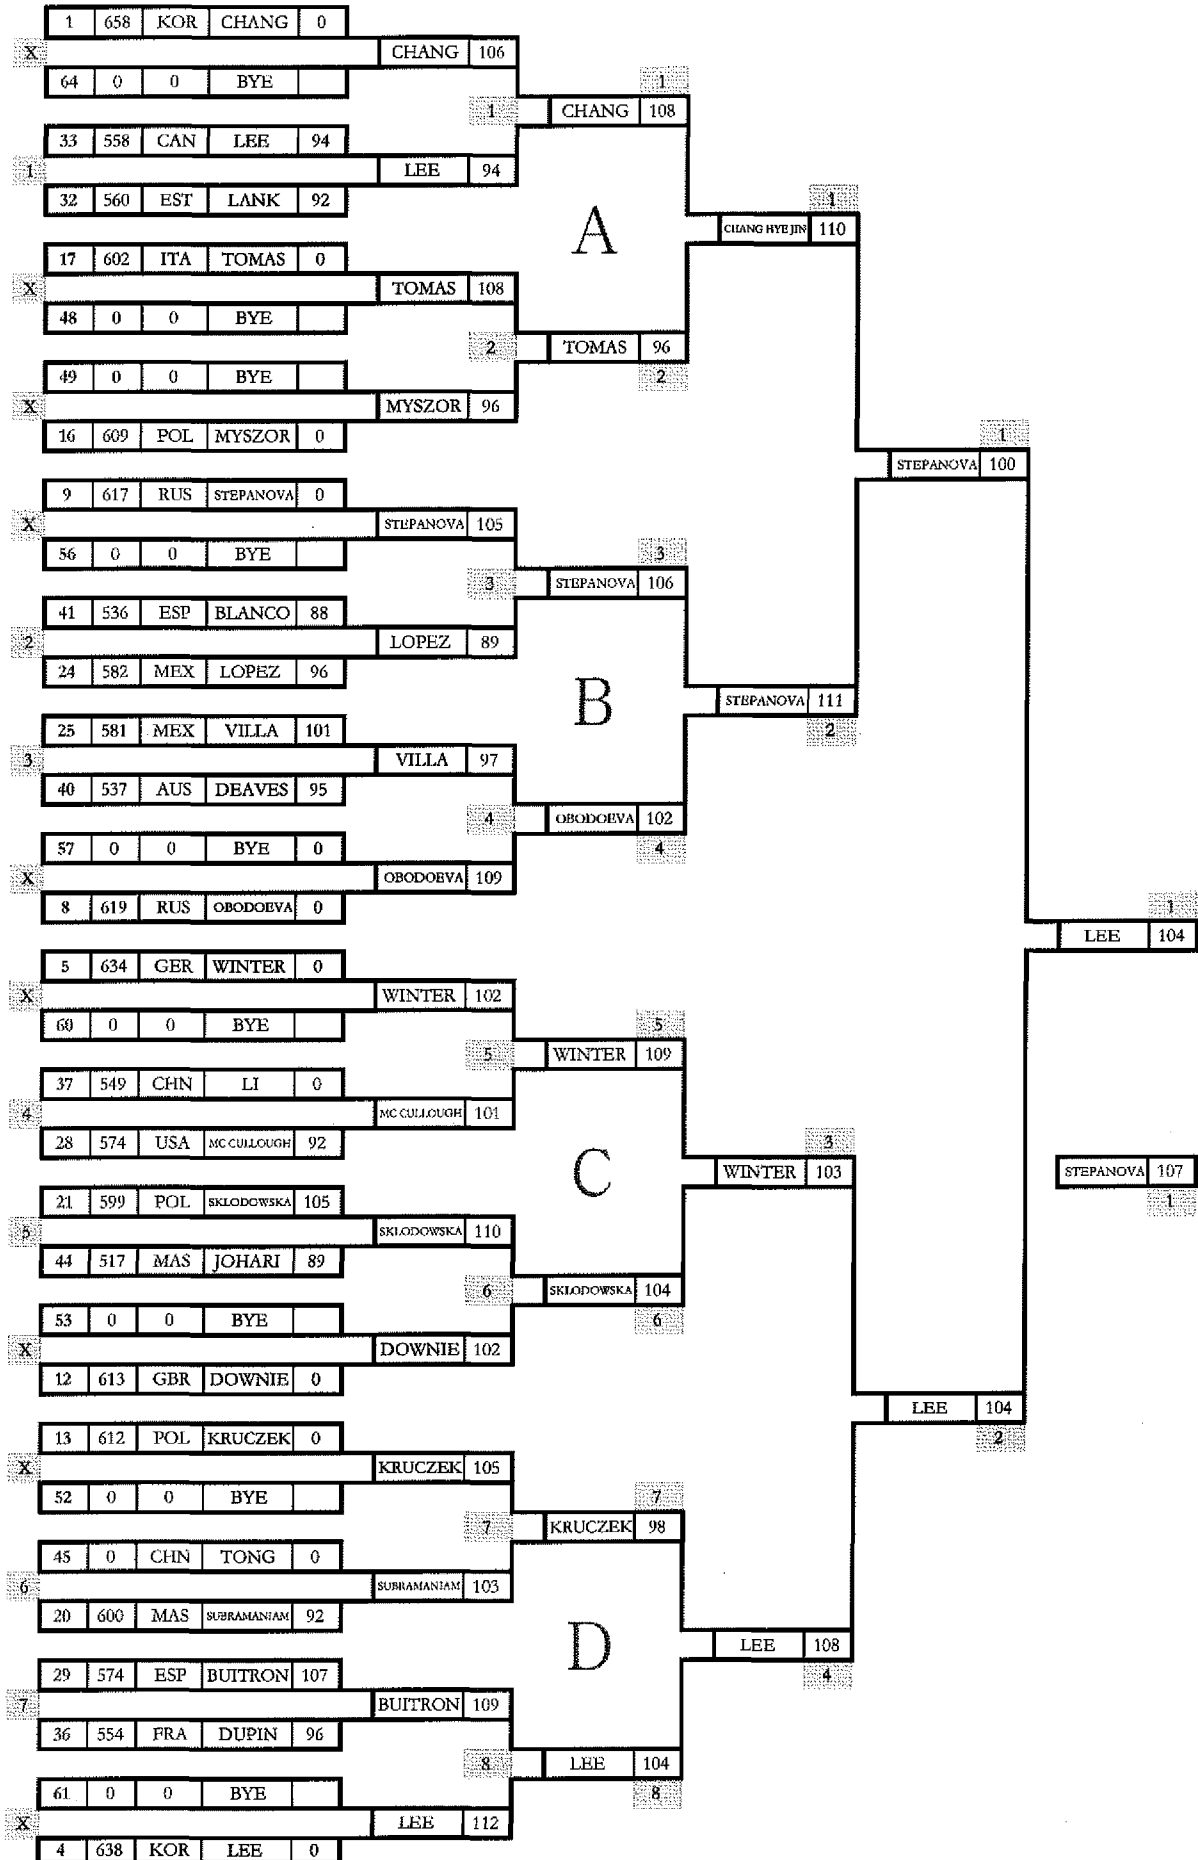 1 658 KOR CHANG 0
X CHANG 106
64 0 0 BYE 1
1 CHANG 108
33 558 CAN LEE 94
1 LEE 94
32 560 EST LANK 92 1
A CHANG HYE JIN 110
17 602 ITA TOMAS 0
X TOMAS 108
48 0 0 BYE
2 TOMAS 96
49 0 0 BYE 2
X MYSZOR 96
16 609 POL MYSZOR 0 1
STEPANOVA 100
9 617 RUS STEPANOVA 0
X STEPANOVA 105
56 0 0 BYE 3
3 STEPANOVA 106
41 536 ESP BLANCO 88
2 LOPEZ 89
24 582 MEX LOPEZ 96
B STEPANOVA 111
25 581 MEX VILLA 101 2
3 VILLA 97
40 537 AUS DEAVES 95
4 OBODOEVA 102
57 0 0 BYE 0 4
X OBODOEVA 109
8 619 RUS OBODOEVA 0 1
LEE 104
5 634 GER WINTER 0
X WINTER 102
60 0 0 BYE 5
5 WINTER 109
37 549 CHN LI 0
4 MC CULLOUGH 101
28 574 USA MC CULLOUGH 92 3
C WINTER 103 STEPANOVA 107
21 599 POL SKLODOWSKA 105 1
5 SKLODOWSKA 110
44 517 MAS JOHARI 89
6 SKLODOWSKA 104
53 0 0 BYE 6
X DOWNIE 102
12 613 GBR DOWNIE 0
LEE 104
13 612 POL KRUCZEK 0 2
X KRUCZEK 105
52 0 0 BYE 7
7 KRUCZEK 98
45 0 CHN TONG 0
6 SUBRAMANIAM 103
20 600 MAS SUBRAMANIAM 92
D LEE 108
29 574 ESP BUITRON 107 4
7 BUITRON 109
36 554 FRA DUPIN 96
8 LEE 104
61 0 0 BYE 8
X LEE 112
4 638 KOR LEE 0